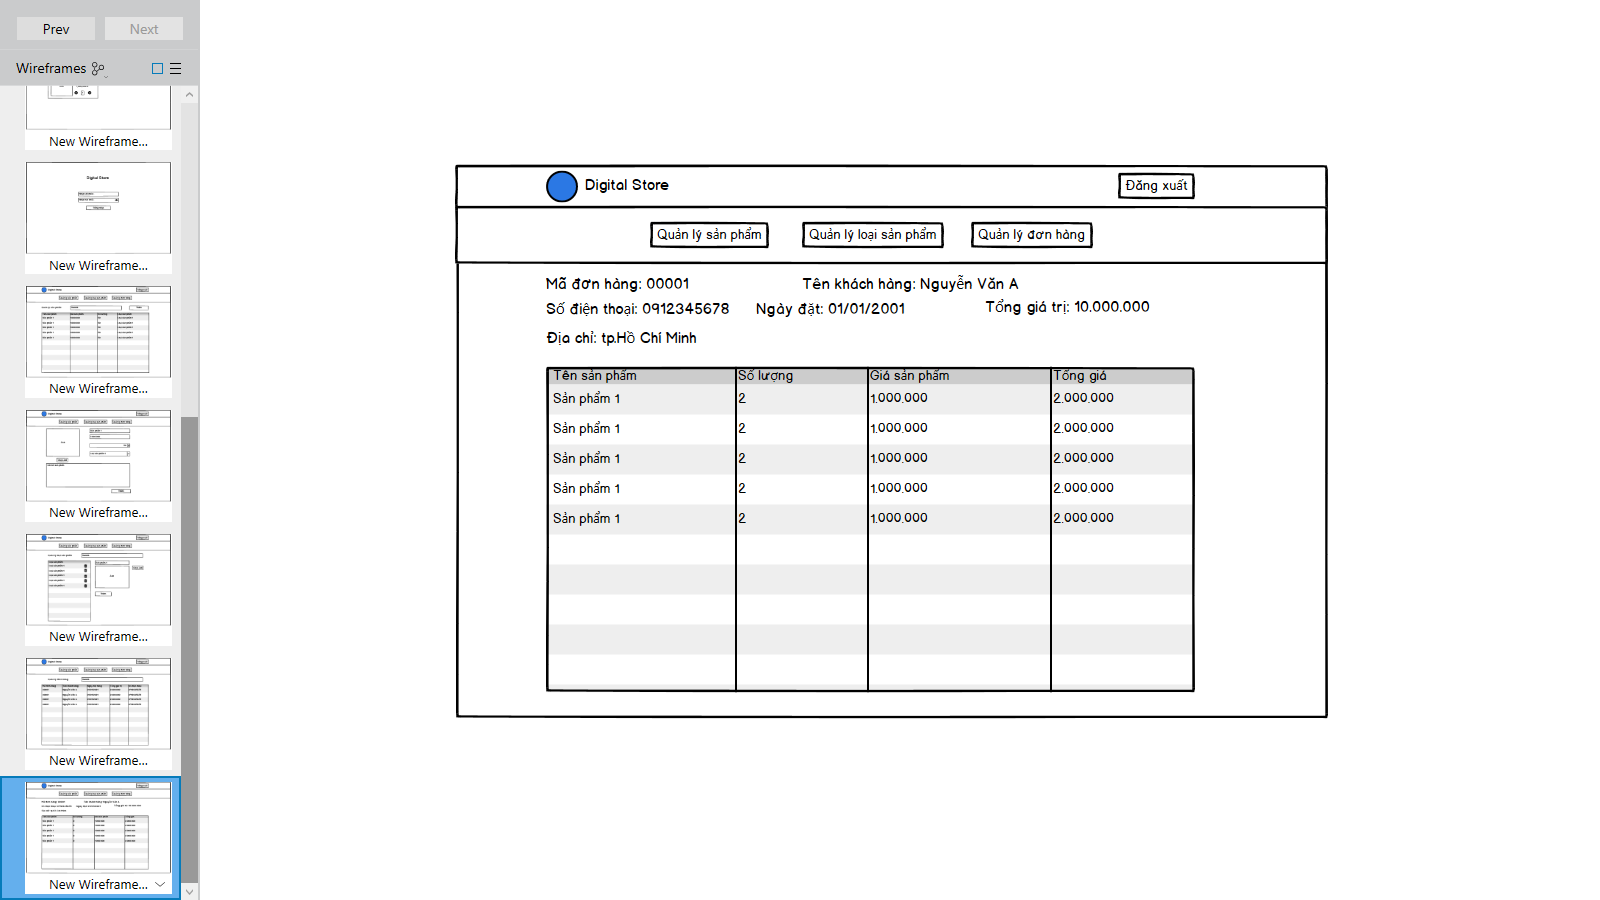 Prev Next
Wireframes
New Wireframe...
New Wireframe...
New Wireframe...
New Wireframe...
New Wireframe...
New Wireframe...
New Wireframe...
Digital Store Đăng xuất
Quản lý sản phẩm Quản lý loại sản phẩm Quản lý đơn hàng
Mã đơn hàng: 00001 Tên khách hàng: Nguyễn Văn A
Số điện thoại: 0912345678 Ngày đặt: 01/01/2001 Tổng giá trị: 10.000.000
Địa chỉ: tp.Hồ Chí Minh
Tên sản phẩm Số lượng Giá sản phẩm Tổng giá
Sản phẩm 1 2 1.000.000 2.000.000
Sản phẩm 1 2 1.000.000 2.000.000
Sản phẩm 1 2 1.000.000 2.000.000
Sản phẩm 1 2 1.000.000 2.000.000
Sản phẩm 1 2 1.000.000 2.000.000